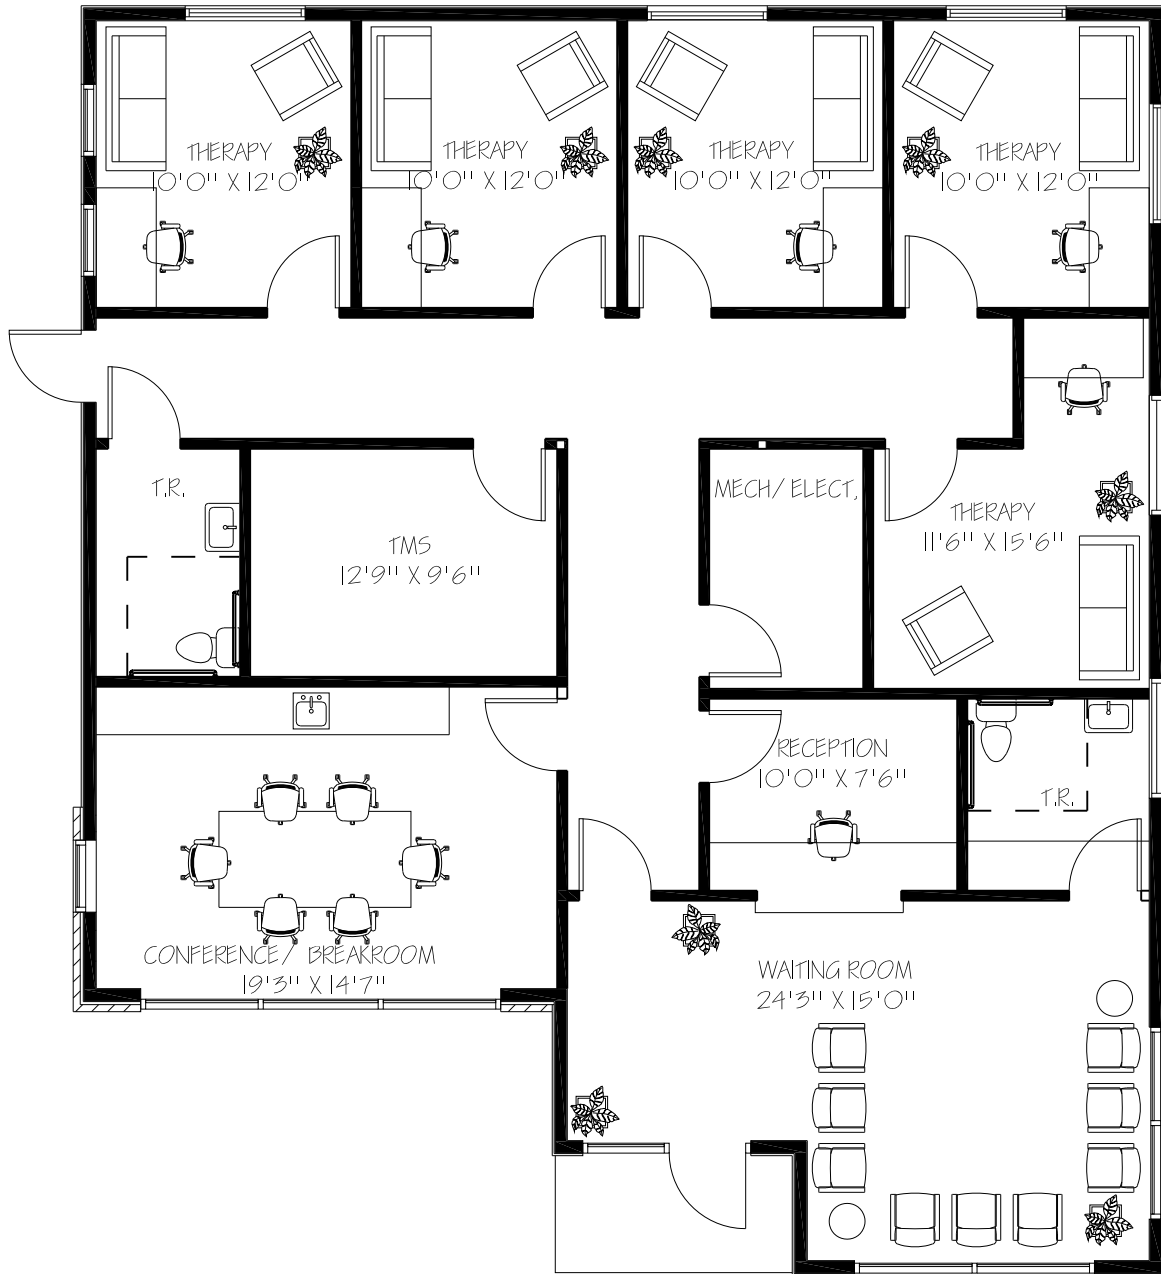 THERAPY
10'0" X 12'0"
THERAPY
10'0" X 12'0"
THERAPY
10'0" X 12'0"
THERAPY
10'0" X 12'0"
T.R.
MECH/ ELECT,
THERAPY
11'6" X 15'6"
TMS
12'9" X 9'6"
RECEPTION
10'0" X 7'6"
T.R.
CONFERENCE/ BREAKROOM
19'3" X 14'7"
WAITING ROOM
24'3" X 15'0"